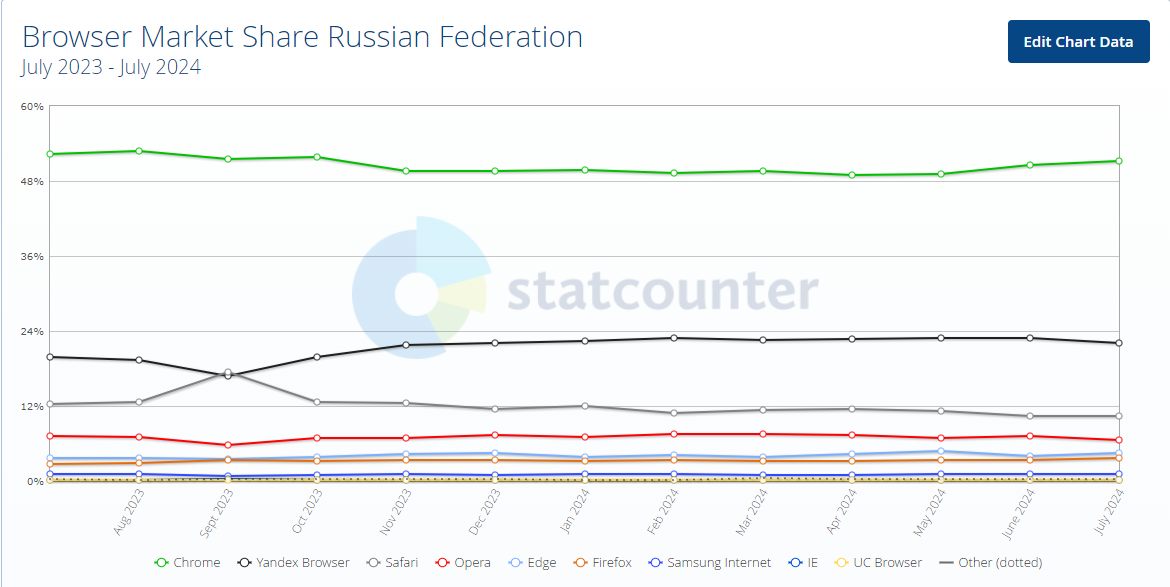 Browser Market Share Russian Federation
July 2023 - July 2024
Edit Chart Data
60%
48%
36%
24%
12%
0%
statcounter
Aug 2023
Sept 2023
Oct 2023
Nov 2023
Dec 2023
Jan 2024
Feb 2024
Mar 2024
Apr 2024
May 2024
June 2024
July 2024
Chrome Yandex Browser Safari Opera Edge Firefox Samsung Internet IE UC Browser Other (dotted)